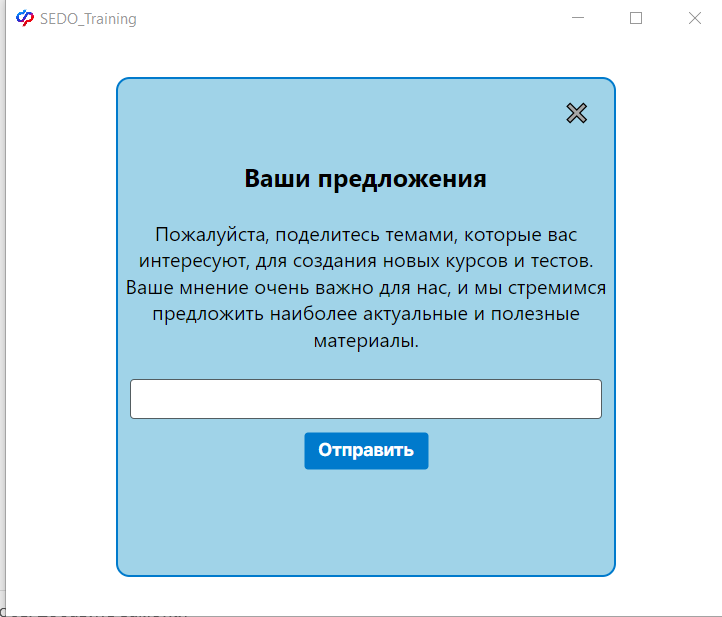 SEDO_Training
Ваши предложения
Пожалуйста, поделитесь темами, которые вас
интересуют, для создания новых курсов и тестов.
Ваше мнение очень важно для нас, и мы стремимся
предложить наиболее актуальные и полезные
материалы.
Отправить